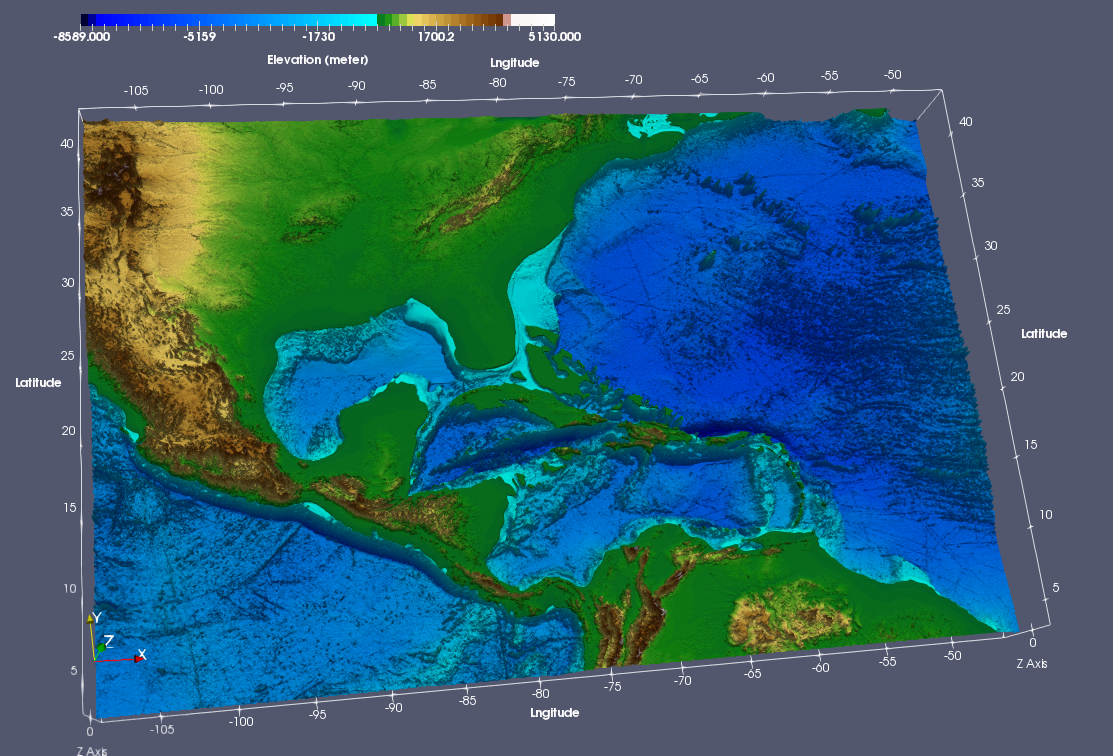 -8589.000 -5159 -1730 1700.2 5130.000
Elevation (meter)
Lngitude
-105 -100 -95 -90 -85 -80 -75 -70 -65 -60 -55 -50
40 40
35 35
30 30
25 25
Latitude Latitude
20 20
15 15
10 10
5 5
Y
Z
X
0 -105 -100 -95 -90 -85 -80 -75 -70 -65 -60 -55 -50 0
Z Axis Lngitude Z Axis